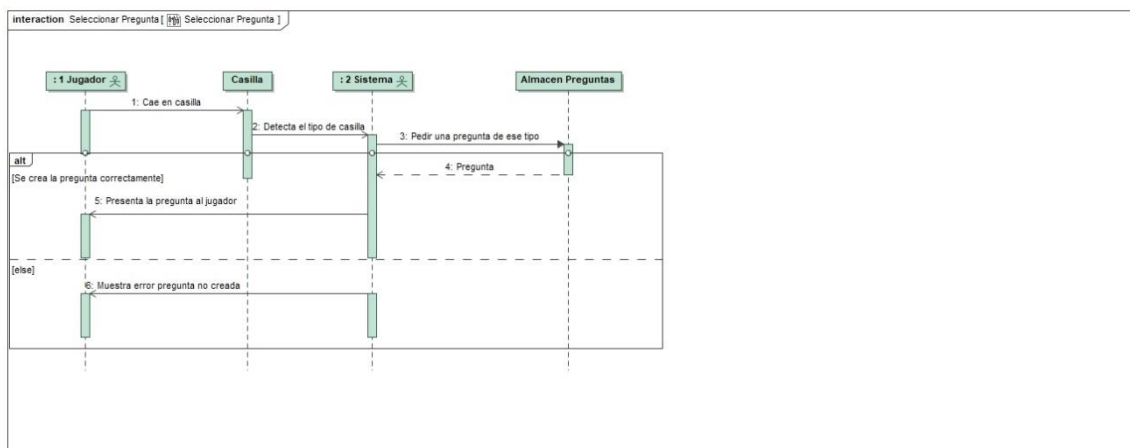 interaction Seleccionar Pregunta [ Seleccionar Pregunta ]
: 1 Jugador
Casilla
: 2 Sistema
Almacen Preguntas
1: Cae en casilla
2: Detecta el tipo de casilla
3: Pedir una pregunta de ese tipo
alt
4: Pregunta
[Se crea la pregunta correctamente]
5: Presenta la pregunta al jugador
[else]
6: Muestra error pregunta no creada